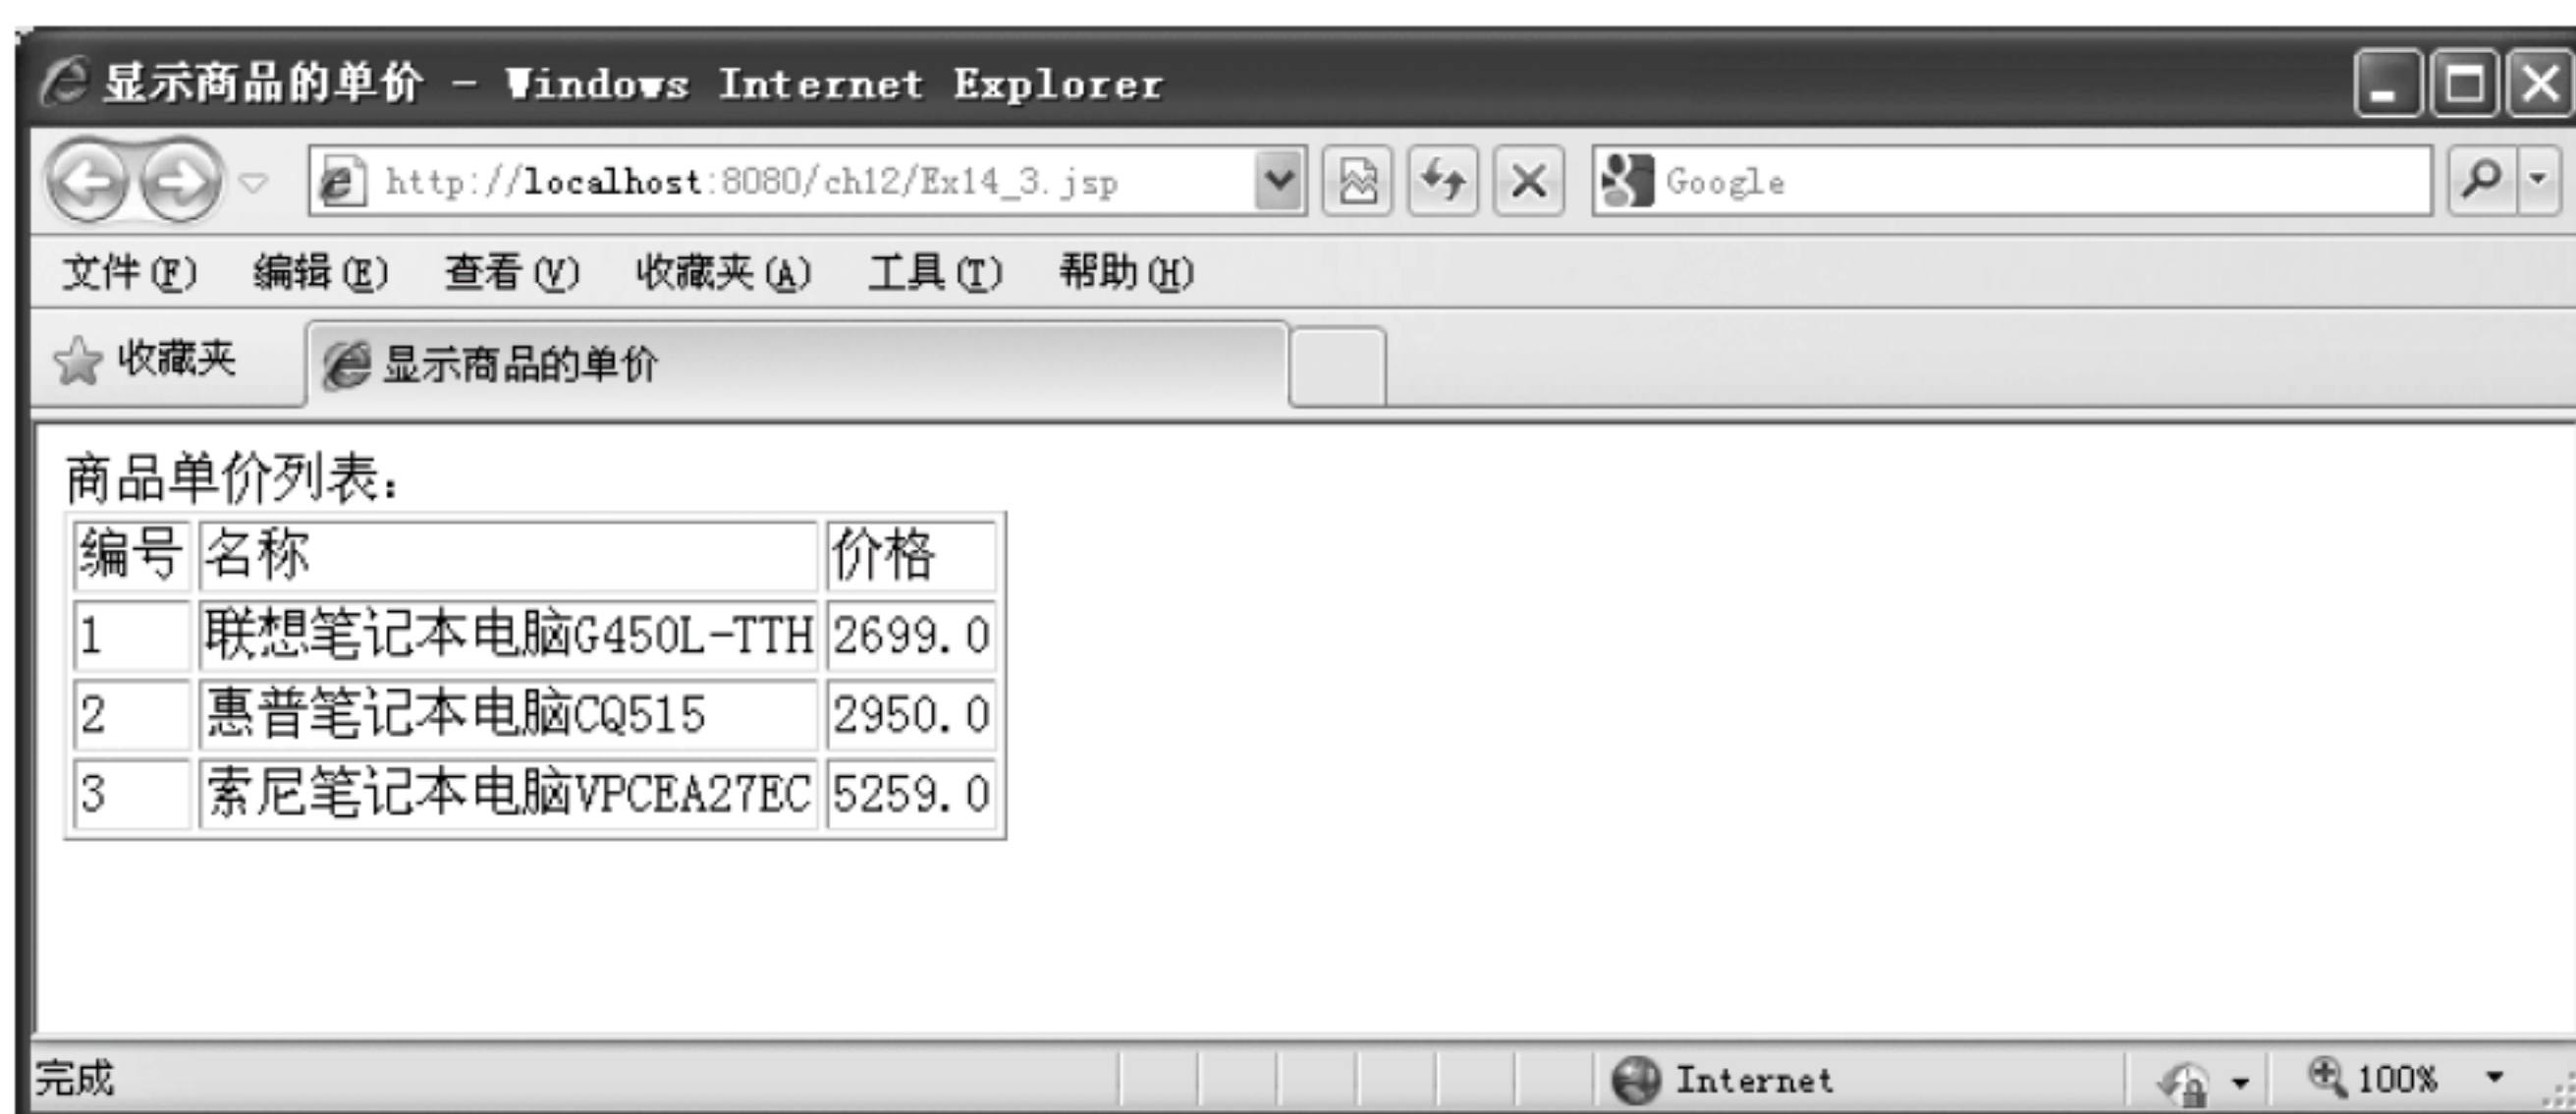 显示商品的单价 - Windows Internet Explorer
http://localhost:8080/ch12/Ex14_3.jsp Google
文件(F) 编辑(E) 查看(V) 收藏夹(A) 工具(T) 帮助(H)
收藏夹 显示商品的单价
商品单价列表：
编号 名称 价格
1 联想笔记本电脑G450L-TTH 2699.0
2 惠普笔记本电脑CQ515 2950.0
3 索尼笔记本电脑VPCEA27EC 5259.0
完成 Internet 100%